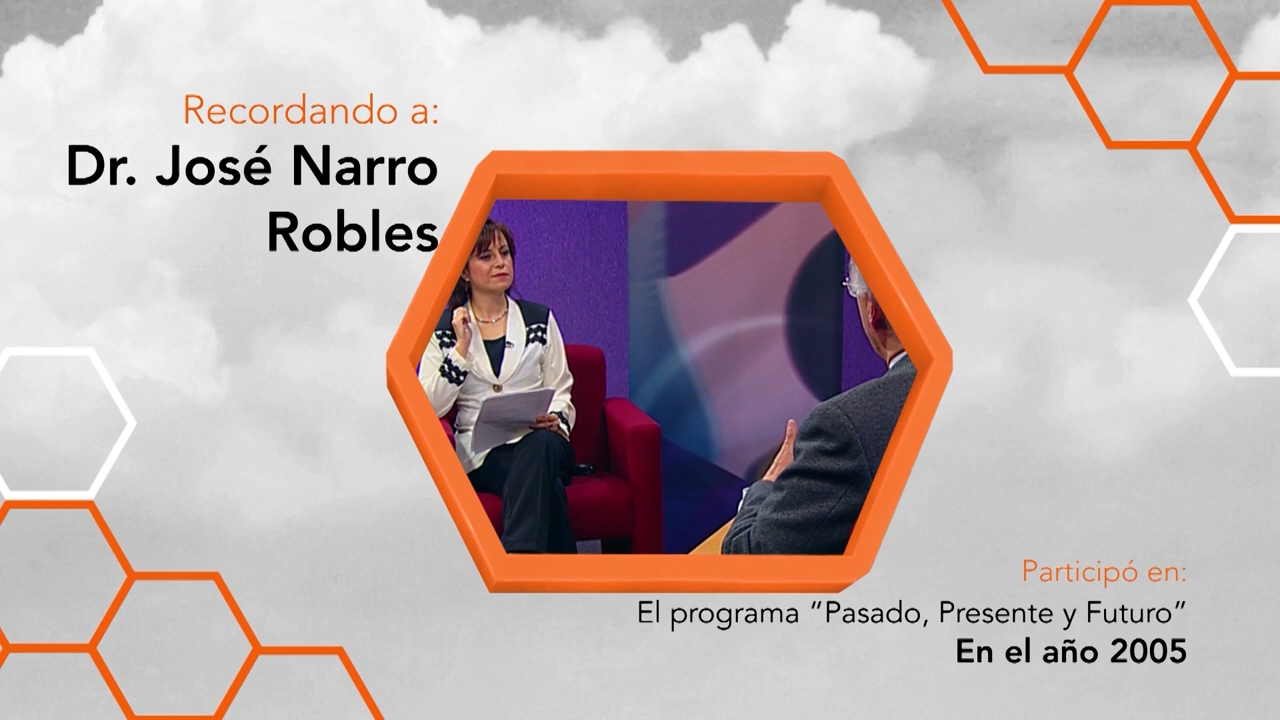 Recordando a:
Dr. José Narro
Robles
Participó en:
El programa “Pasado, Presente y Futuro”
En el año 2005